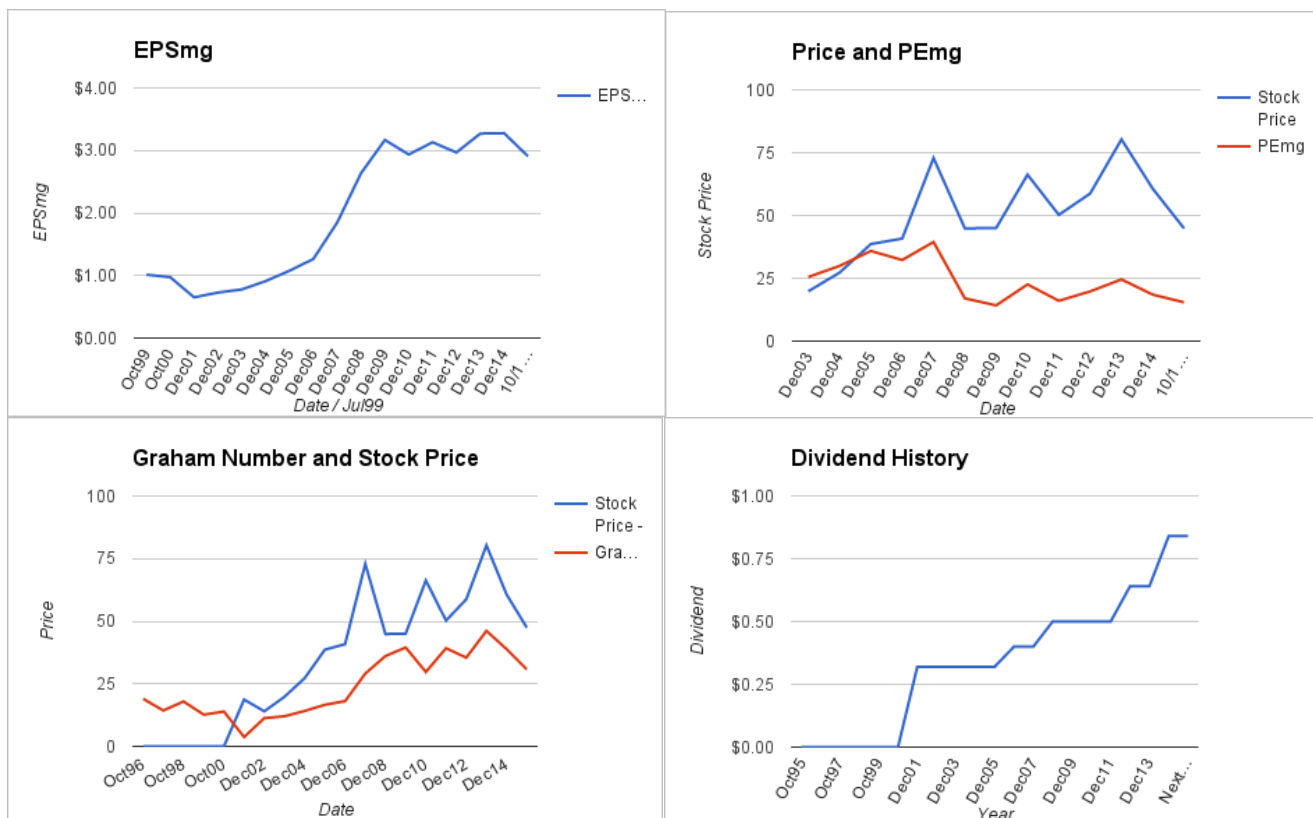 EPSmg
$4.00
$3.00
$2.00
$1.00
$0.00
EPSmg
EPS...
Oct99
Oct00
Dec01
Dec02
Dec03
Dec04
Dec05
Dec06
Dec07
Dec08
Dec09
Dec10
Dec11
Dec12
Dec13
Dec14
10/1 ...
Date / Jul99
Price and PEmg
100
75
50
25
0
Stock Price
Stock
Price
PEmg
Dec03
Dec04
Dec05
Dec06
Dec07
Dec08
Dec09
Dec10
Dec11
Dec12
Dec13
Dec14
10/1 ...
Date
Graham Number and Stock Price
100
75
50
25
0
Price
Stock
Price -
Gra...
Oct96
Oct98
Oct00
Dec02
Dec04
Dec06
Dec08
Dec10
Dec12
Dec14
Date
Dividend History
$1.00
$0.75
$0.50
$0.25
$0.00
Dividend
Oct95
Oct97
Oct99
Dec01
Dec03
Dec05
Dec07
Dec09
Dec11
Dec13
Next...
Year